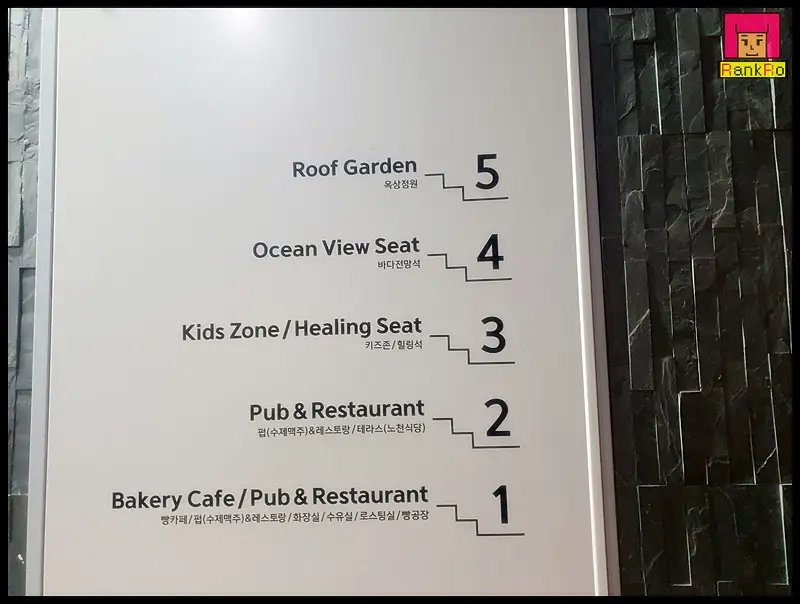 RankRo
Roof Garden 5
옥상정원
Ocean View Seat 4
바다전망석
Kids Zone / Healing Seat 3
키즈존 / 힐링석
Pub & Restaurant 2
펍(수제맥주)&레스토랑 / 테라스(노천식당)
Bakery Cafe / Pub & Restaurant 1
빵카페 / 펍(수제맥주)&레스토랑 / 화장실 / 수유실 / 로스팅실 / 빵공장